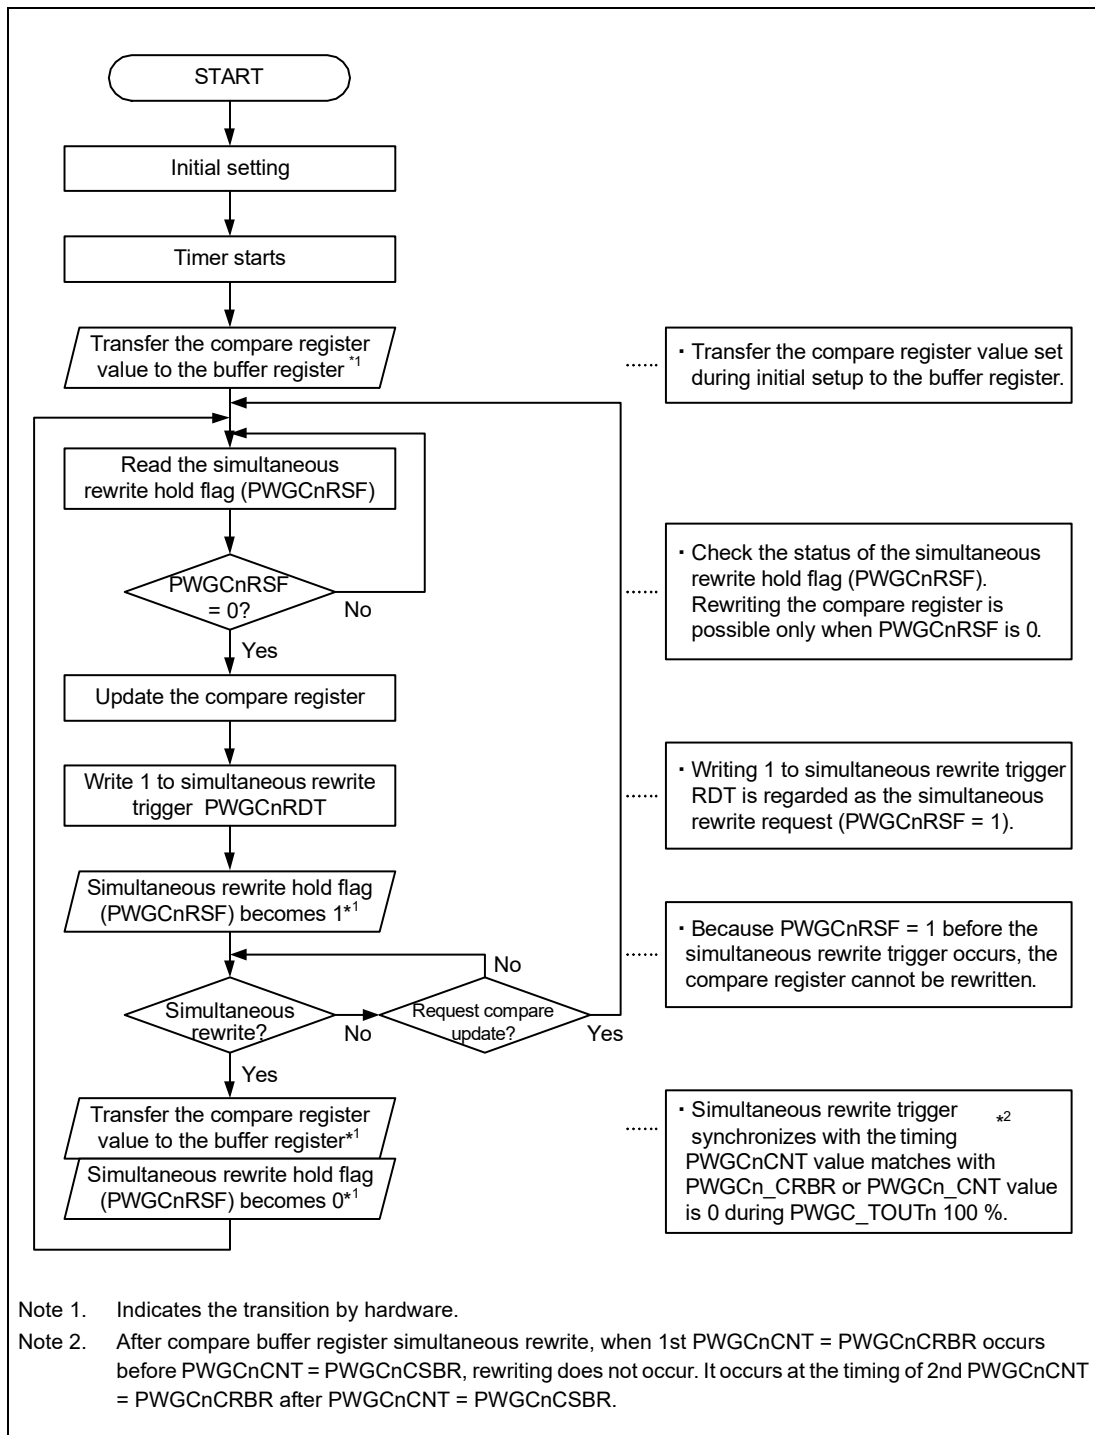 START
Initial setting
Timer starts
Transfer the compare register
value to the buffer register *1
· Transfer the compare register value set
during initial setup to the buffer register.
Read the simultaneous
rewrite hold flag (PWGCnRSF)
PWGCnRSF
= 0?
No
Yes
· Check the status of the simultaneous
rewrite hold flag (PWGCnRSF).
Rewriting the compare register is
possible only when PWGCnRSF is 0.
Update the compare register
Write 1 to simultaneous rewrite
trigger PWGCnRDT
· Writing 1 to simultaneous rewrite trigger
RDT is regarded as the simultaneous
rewrite request (PWGCnRSF = 1).
Simultaneous rewrite hold flag
(PWGCnRSF) becomes 1*1
· Because PWGCnRSF = 1 before the
simultaneous rewrite trigger occurs, the
compare register cannot be rewritten.
Simultaneous
rewrite?
No
Yes
Request compare
update?
No
Yes
Transfer the compare register
value to the buffer register*1
Simultaneous rewrite hold flag
(PWGCnRSF) becomes 0*1
· Simultaneous rewrite trigger *2
synchronizes with the timing
PWGCnCNT value matches with
PWGCn_CRBR or PWGCn_CNT value
is 0 during PWGC_TOUTn 100 %.
Note 1. Indicates the transition by hardware.
Note 2. After compare buffer register simultaneous rewrite, when 1st PWGCnCNT = PWGCnCRBR occurs
before PWGCnCNT = PWGCnCSBR, rewriting does not occur. It occurs at the timing of 2nd PWGCnCNT
= PWGCnCRBR after PWGCnCNT = PWGCnCSBR.